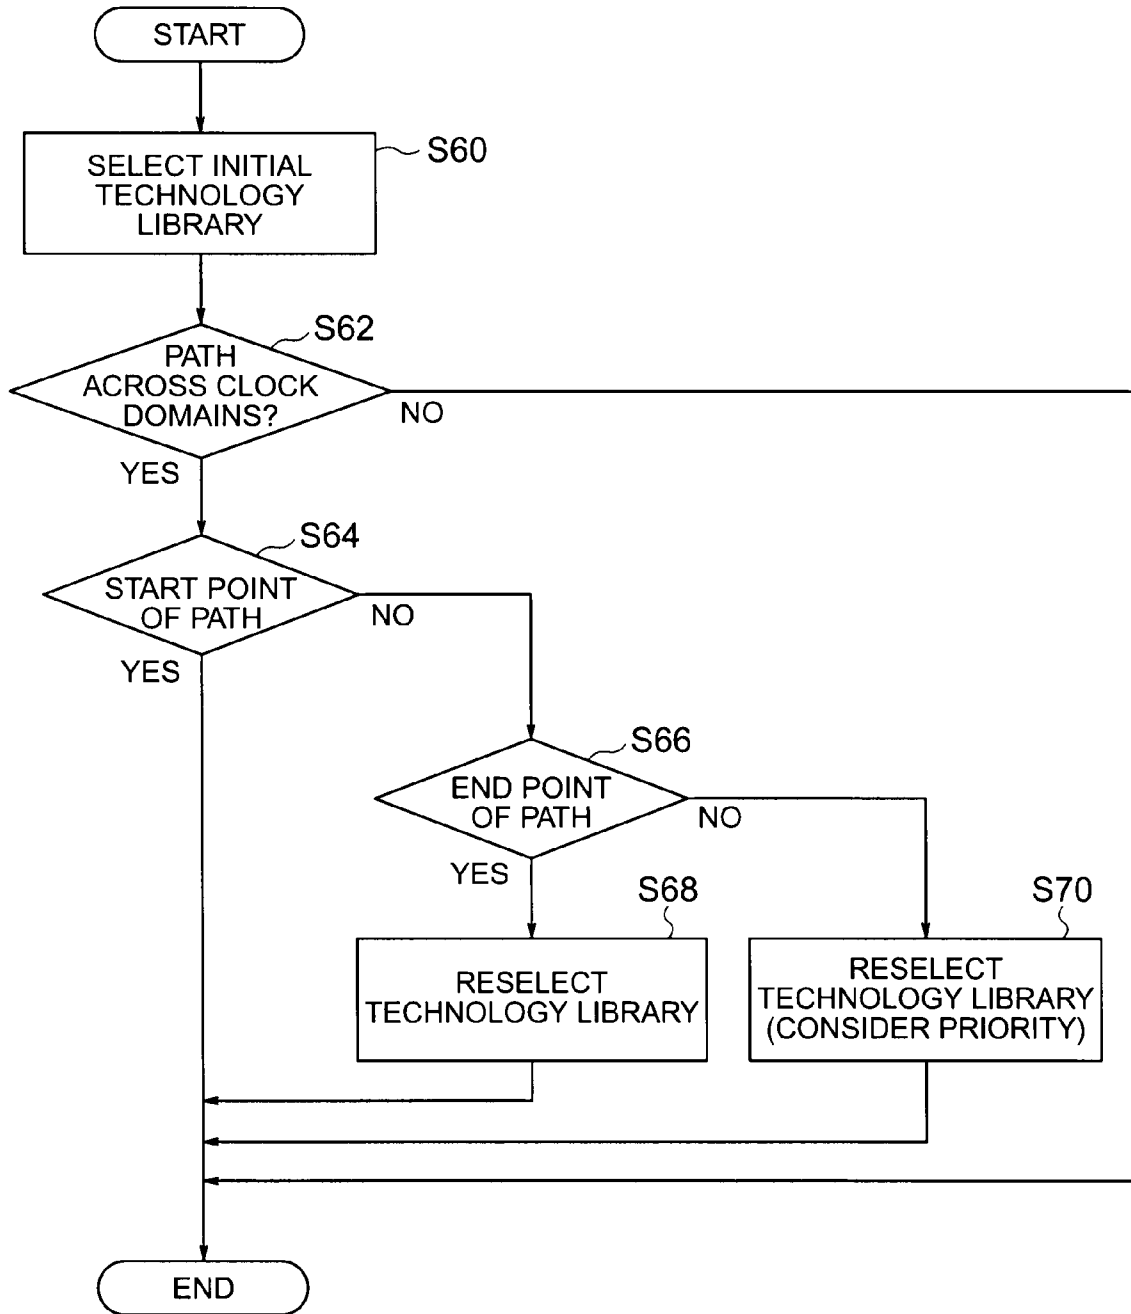 START
S60
SELECT INITIAL
TECHNOLOGY
LIBRARY
S62
PATH
ACROSS CLOCK
DOMAINS?
NO
YES
S64
START POINT
OF PATH
NO
YES
S66
END POINT
OF PATH
NO
YES
S68
S70
RESELECT
TECHNOLOGY LIBRARY
RESELECT
TECHNOLOGY LIBRARY
(CONSIDER PRIORITY)
END